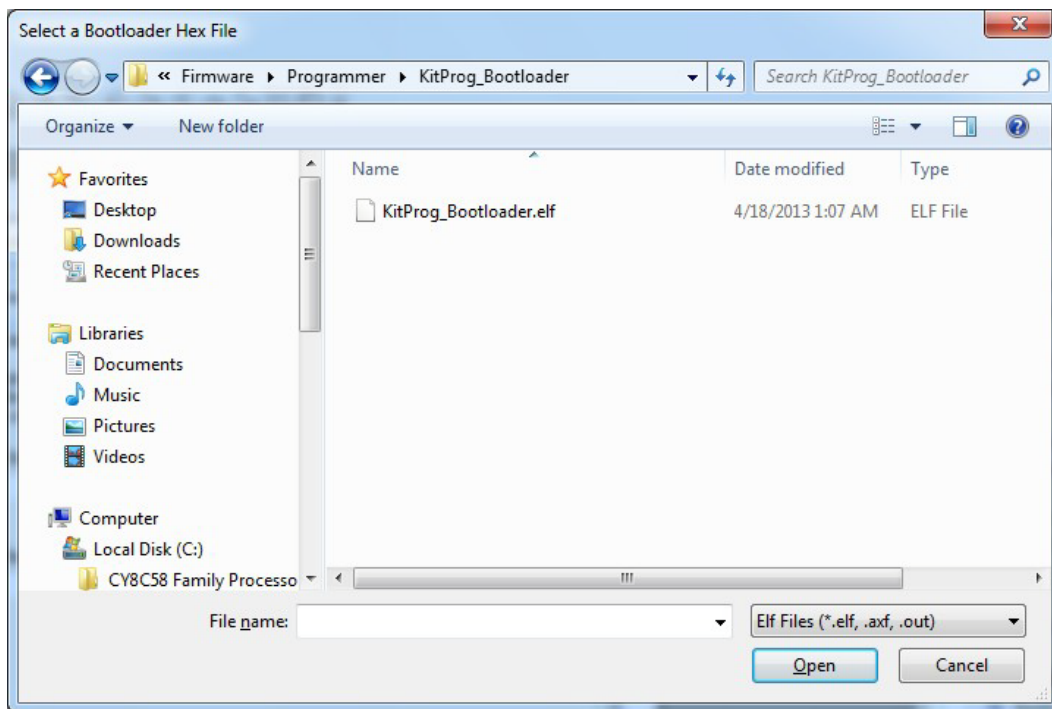 Select a Bootloader Hex File
« Firmware ▸ Programmer ▸ KitProg_Bootloader
Search KitProg_Bootloader
Organize
New folder
Favorites
Desktop
Downloads
Recent Places
Libraries
Documents
Music
Pictures
Videos
Computer
Local Disk (C:)
CY8C58 Family Processo
Name Date modified Type
KitProg_Bootloader.elf 4/18/2013 1:07 AM ELF File
File name:
Elf Files (*.elf, .axf, .out)
Open Cancel